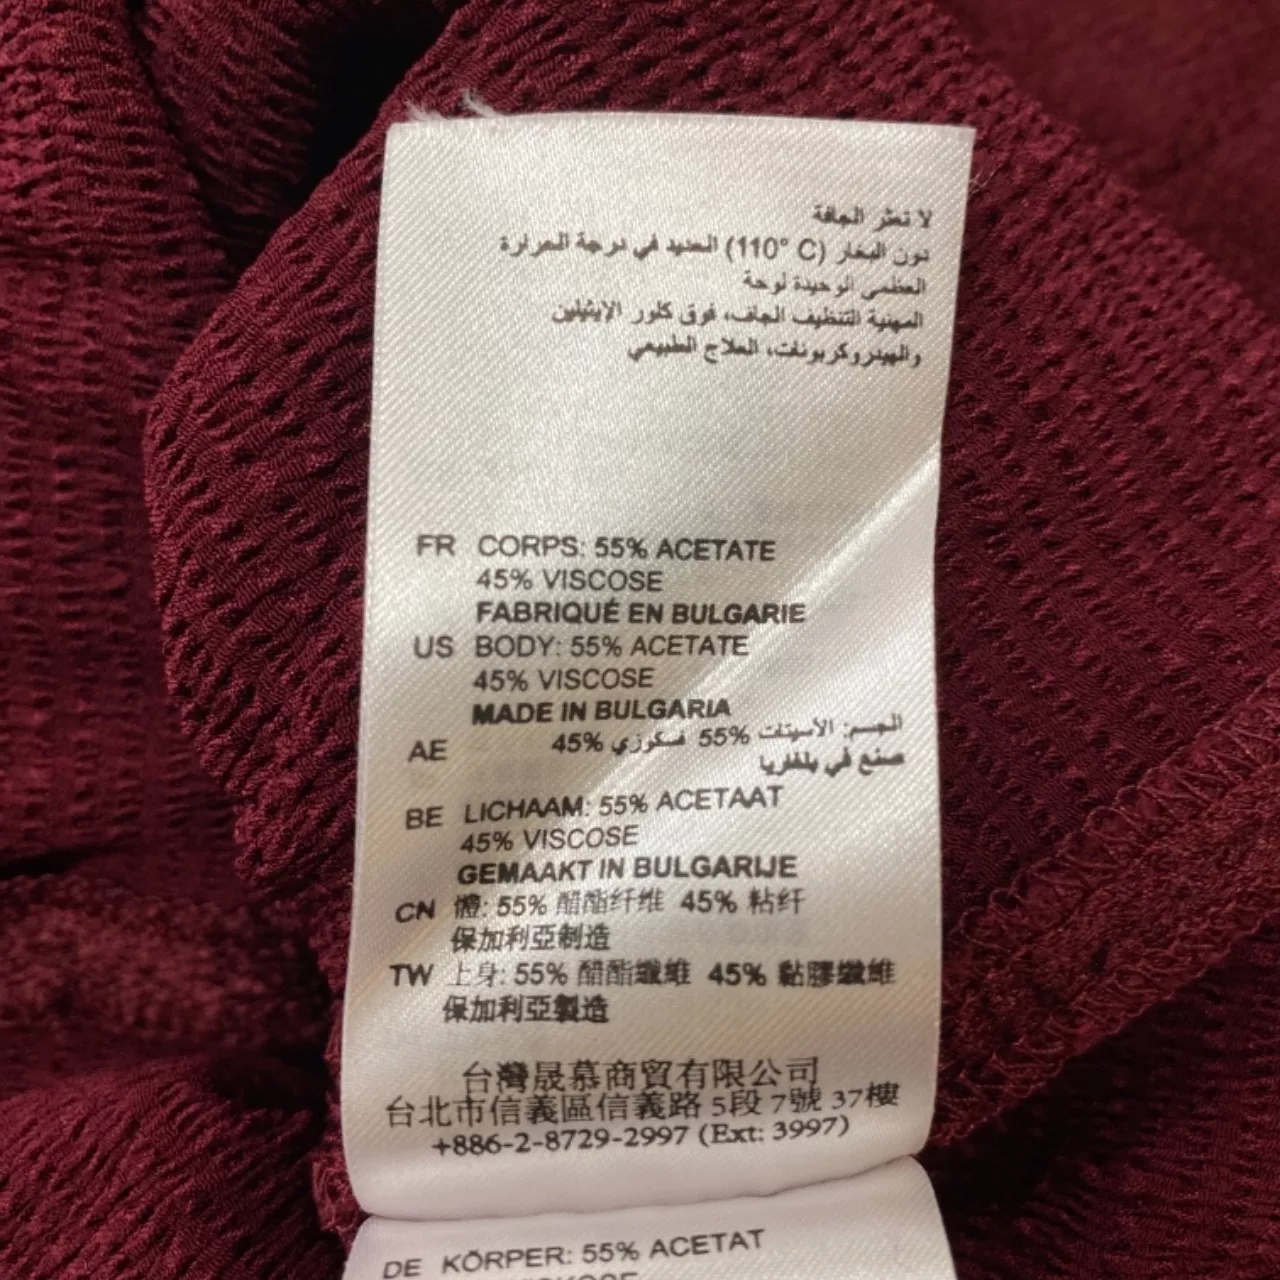 لا تعثر الجافة
دون البخار (110° C) الحديد في درجة الحرارة
العظمى الوحيدة لوحة
المهنية التنظيف الجاف، فوق كلور الإيثيلين
والهيدروكربونات، العلاج الطبيعي
FR CORPS: 55% ACETATE
45% VISCOSE
FABRIQUÉ EN BULGARIE
US BODY: 55% ACETATE
45% VISCOSE
MADE IN BULGARIA
AE الجسم: الأسيتات 55% فسكوزي 45%
صنع في بلغاريا
BE LICHAAM: 55% ACETAAT
45% VISCOSE
GEMAAKT IN BULGARIJE
CN 體: 55% 醋酯纤维 45% 粘纤
保加利亞制造
TW 上身: 55% 醋酯纖維 45% 黏膠纖維
保加利亞製造
台灣晟慕商貿有限公司
台北市信義區信義路 5段 7號 37樓
+886-2-8729-2997 (Ext: 3997)
DE KÖRPER: 55% ACETAT